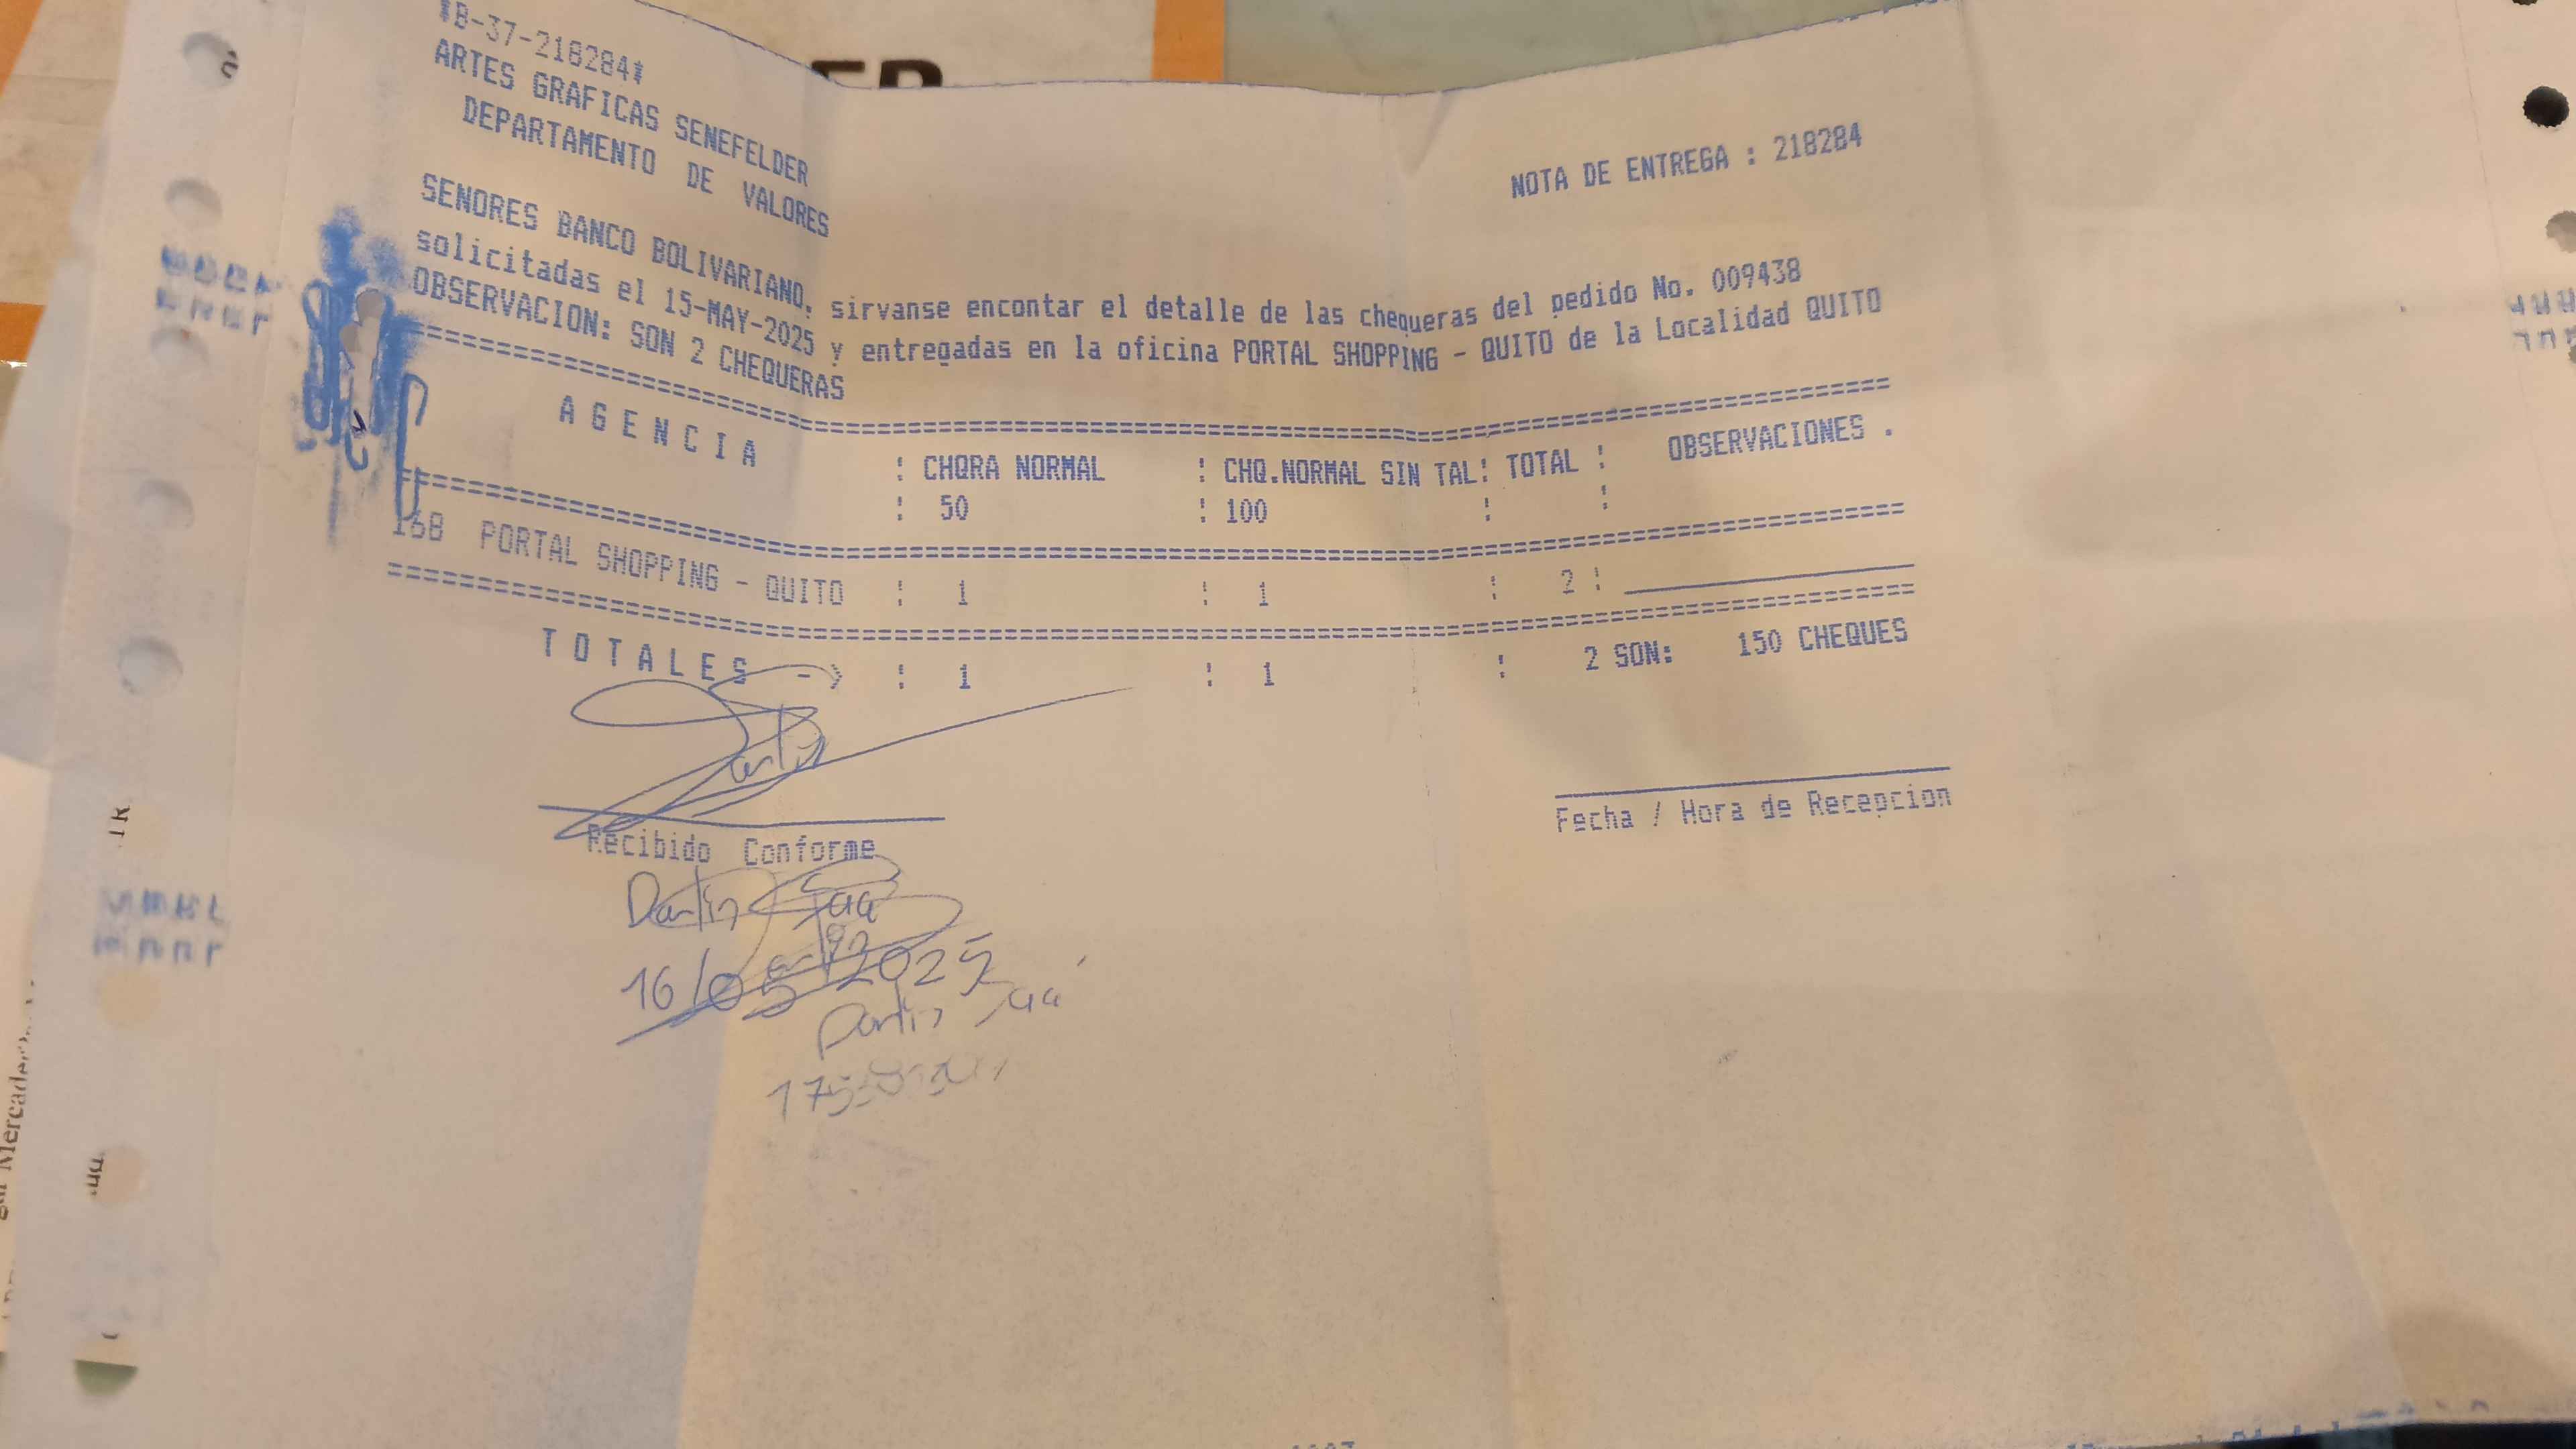 *B-37-218284*
ARTES GRAFICAS SENEFELDER
DEPARTAMENTO DE VALORES
NOTA DE ENTREGA : 218284
SENORES BANCO BOLIVARIANO, sirvanse encontar el detalle de las chequeras del pedido No. 009438
solicitadas el 15-MAY-2025 y entregadas en la oficina PORTAL SHOPPING - QUITO de la Localidad QUITO
OBSERVACION: SON 2 CHEQUERAS
A G E N C I A : CHQRA NORMAL : CHQ.NORMAL SIN TAL: TOTAL : OBSERVACIONES .
: 50 : 100 : :
168 PORTAL SHOPPING - QUITO : 1 : 1 : 2 :
T O T A L E S -> : 1 : 1 : 2 SON: 150 CHEQUES
Recibido Conforme
Fecha / Hora de Recepcion
16/05/2025